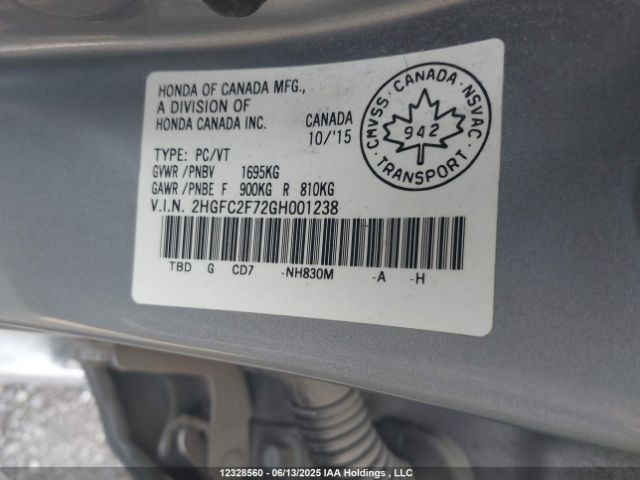 HONDA OF CANADA MFG.,
A DIVISION OF
HONDA CANADA INC.
CANADA
10/'15
CMVSS · CANADA · NSVAC
942
· TRANSPORT ·
TYPE: PC/VT
GVWR /PNBV 1695KG
GAWR /PNBE F 900KG R 810KG
V.I.N. 2HGFC2F72GH001238
TBD G CD7 -NH830M -A -H
12328560 - 06/13/2025 IAA Holdings , LLC